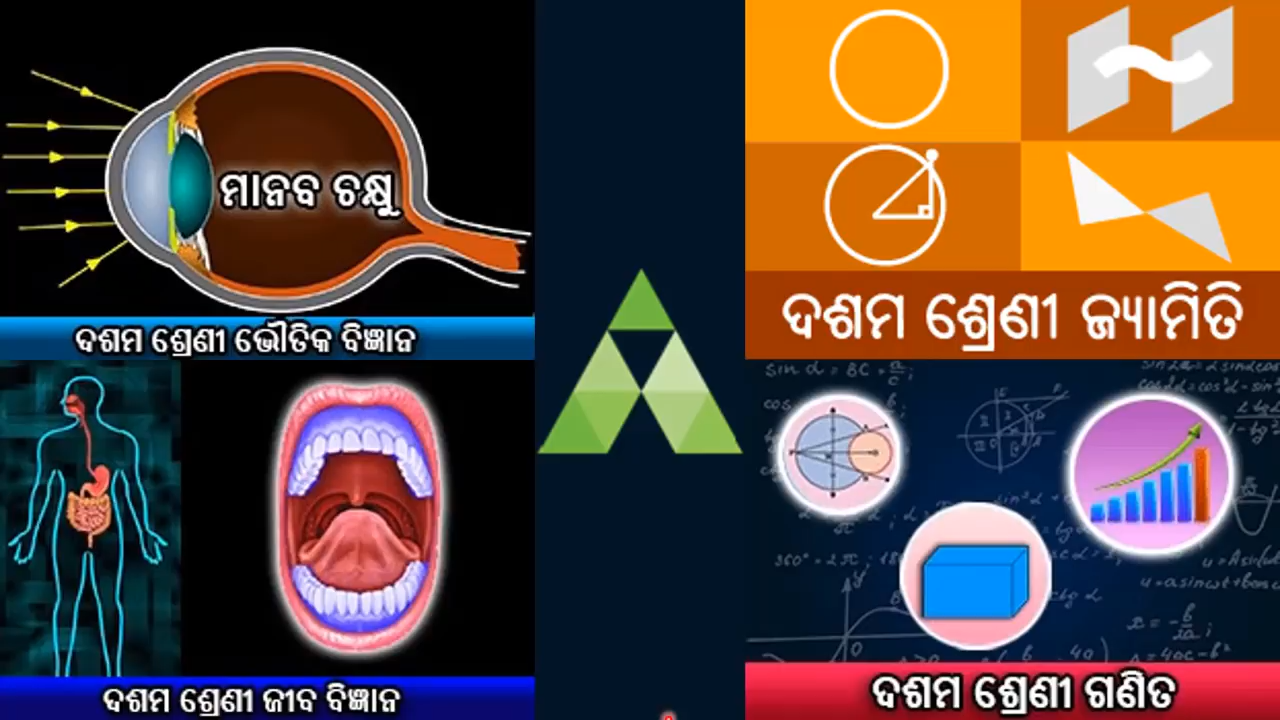 ମାନବ ଚକ୍ଷୁ
ଦଶମ ଶ୍ରେଣୀ ଭୌତିକ ବିଜ୍ଞାନ
ଦଶମ ଶ୍ରେଣୀ ଜ୍ୟାମିତି
ଦଶମ ଶ୍ରେଣୀ ଜୀବ ବିଜ୍ଞାନ
ଦଶମ ଶ୍ରେଣୀ ଗଣିତ